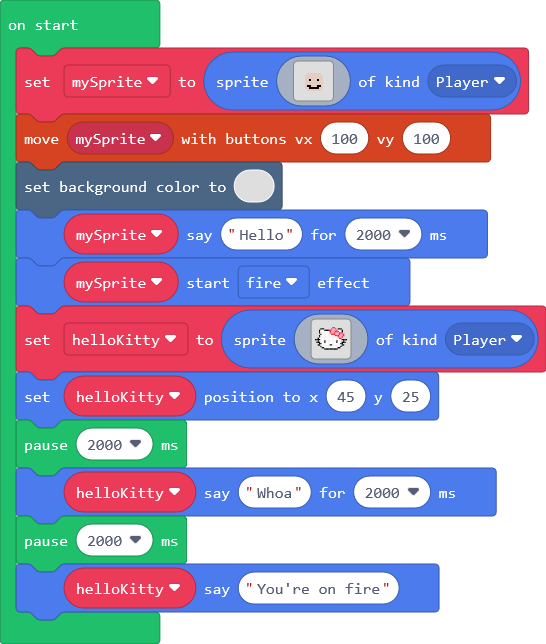 on start
set mySprite to sprite of kind Player
move mySprite with buttons vx 100 vy 100
set background color to
mySprite say "Hello" for 2000 ms
mySprite start fire effect
set helloKitty to sprite of kind Player
set helloKitty position to x 45 y 25
pause 2000 ms
helloKitty say "Whoa" for 2000 ms
pause 2000 ms
helloKitty say "You're on fire"